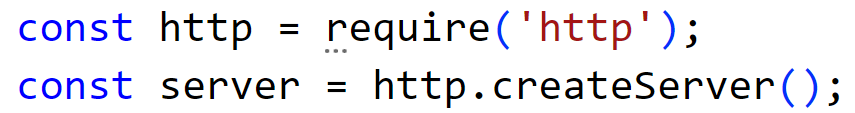 const http = require('http');
const server = http.createServer();